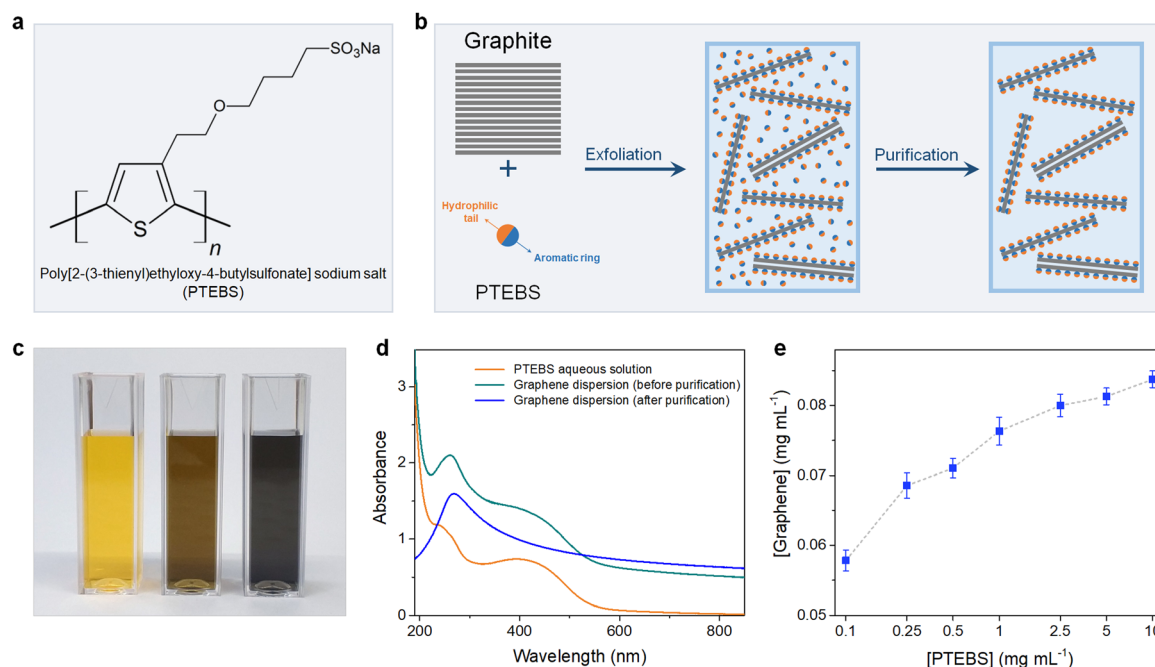 a
SO₃Na
O
S
n
Poly[2-(3-thienyl)ethyloxy-4-butylsulfonate] sodium salt
(PTEBS)
b
Graphite
+
Hydrophilic
tail
Aromatic ring
PTEBS
Exfoliation
Purification
c
d
PTEBS aqueous solution
Graphene dispersion (before purification)
Graphene dispersion (after purification)
Absorbance
3
2
1
0
200 400 600 800
Wavelength (nm)
e
[Graphene] (mg mL⁻¹)
0.08
0.07
0.06
0.05
0.1 0.25 0.5 1 2.5 5 10
[PTEBS] (mg mL⁻¹)